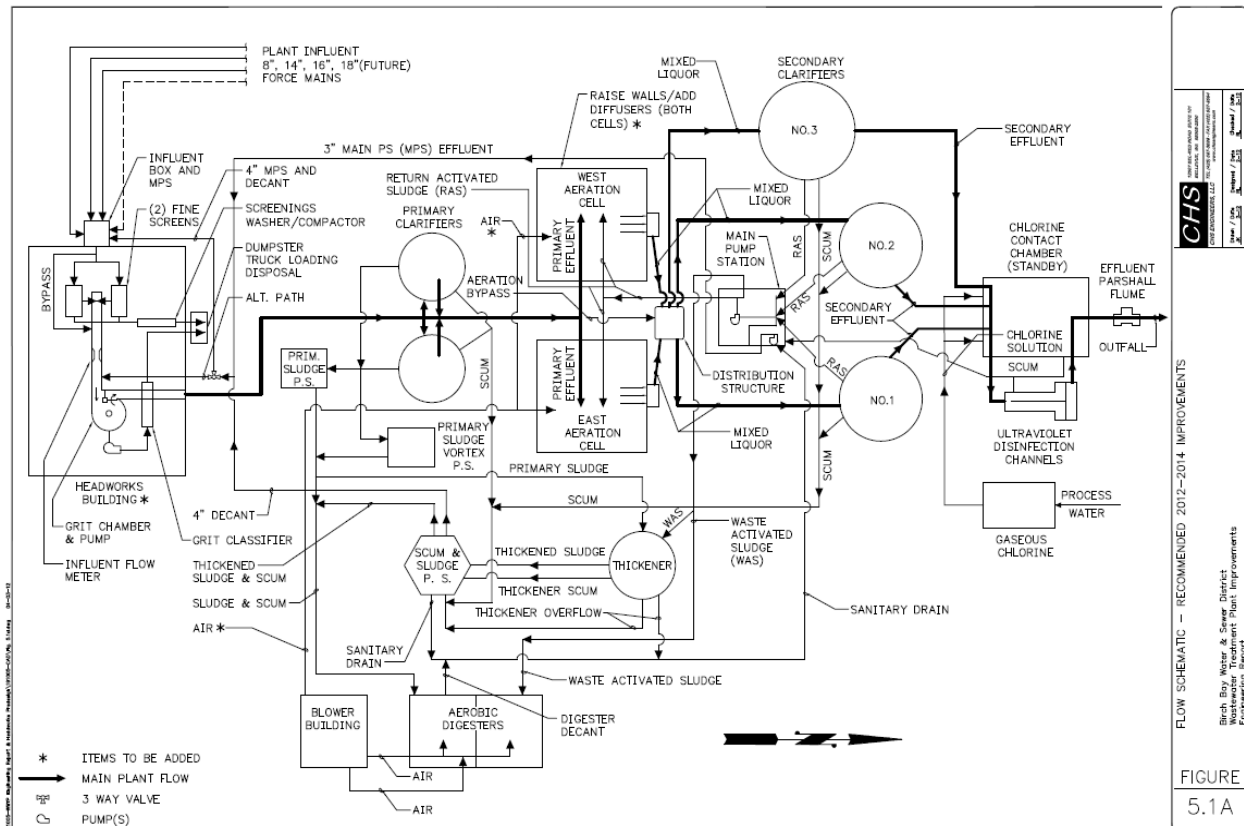 PLANT INFLUENT
8", 14", 16", 18"(FUTURE)
FORCE MAINS
INFLUENT
BOX AND
MPS
4" MPS AND
DECANT
(2) FINE
SCREENS
SCREENINGS
WASHER/COMPACTOR
DUMPSTER
TRUCK LOADING
DISPOSAL
ALT. PATH
BYPASS
HEADWORKS
BUILDING *
GRIT CHAMBER
& PUMP
INFLUENT FLOW
METER
GRIT CLASSIFIER
3" MAIN PS (MPS) EFFLUENT
RETURN ACTIVATED
SLUDGE (RAS)
PRIMARY
CLARIFIERS
AIR
*
AERATION
BYPASS
RAISE WALLS/ADD
DIFFUSERS (BOTH
CELLS) *
WEST
AERATION
CELL
PRIMARY
EFFLUENT
PRIMARY
EFFLUENT
EAST
AERATION
CELL
MIXED
LIQUOR
SECONDARY
CLARIFIERS
NO.3
SECONDARY
EFFLUENT
MIXED
LIQUOR
MAIN
PUMP
STATION
RAS
SCUM
NO.2
RAS
SECONDARY
EFFLUENT
RAS
NO.1
DISTRIBUTION
STRUCTURE
MIXED
LIQUOR
SCUM
CHLORINE
CONTACT
CHAMBER
(STANDBY)
CHLORINE
SOLUTION
SCUM
EFFLUENT
PARSHALL
FLUME
OUTFALL
ULTRAVIOLET
DISINFECTION
CHANNELS
GASEOUS
CHLORINE
PROCESS
WATER
PRIM.
SLUDGE
P.S.
SCUM
PRIMARY
SLUDGE
VORTEX
P.S.
PRIMARY SLUDGE
SCUM
WAS
WASTE
ACTIVATED
SLUDGE
(WAS)
4" DECANT
THICKENED
SLUDGE & SCUM
SLUDGE & SCUM
AIR *
SCUM &
SLUDGE
P. S.
THICKENED SLUDGE
THICKENER
THICKENER
SCUM
THICKENER OVERFLOW
SANITARY DRAIN
SANITARY
DRAIN
WASTE ACTIVATED SLUDGE
BLOWER
BUILDING
AEROBIC
DIGESTERS
DIGESTER
DECANT
AIR
AIR
* ITEMS TO BE ADDED
MAIN PLANT FLOW
3 WAY VALVE
PUMP(S)
CHS
CHS ENGINEERS, LLC
FLOW SCHEMATIC – RECOMMENDED 2012–2014 IMPROVEMENTS
Birch Bay Water & Sewer District
Wastewater Treatment Plant Improvements
Engineering Report
FIGURE
5.1A